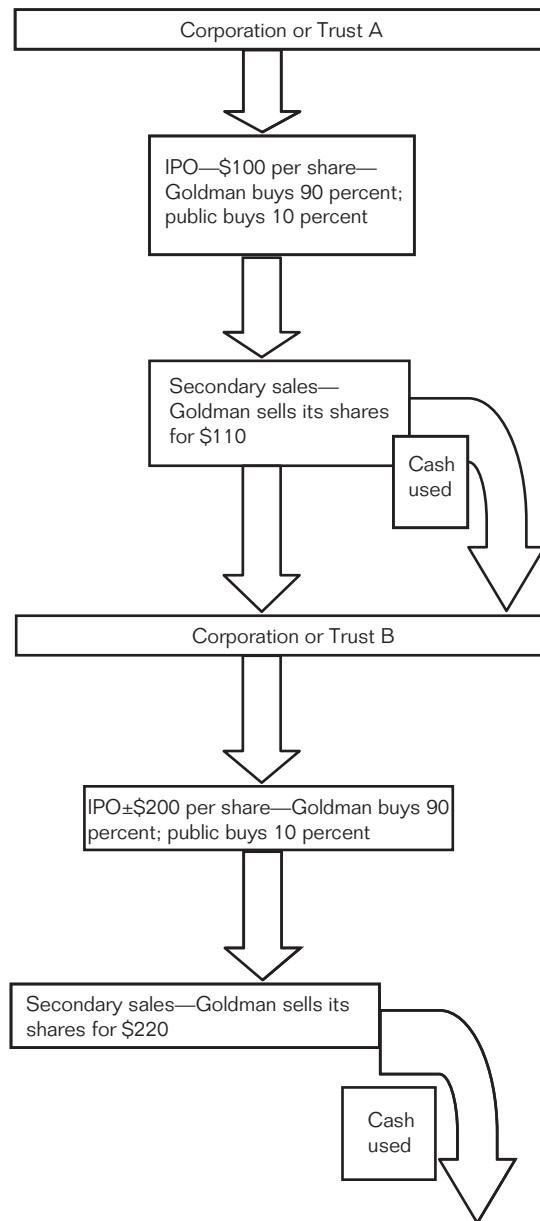 Corporation or Trust A
IPO—$100 per share—
Goldman buys 90 percent;
public buys 10 percent
Secondary sales—
Goldman sells its shares
for $110
Cash
used
Corporation or Trust B
IPO±$200 per share—Goldman buys 90
percent; public buys 10 percent
Secondary sales—Goldman sells its
shares for $220
Cash
used